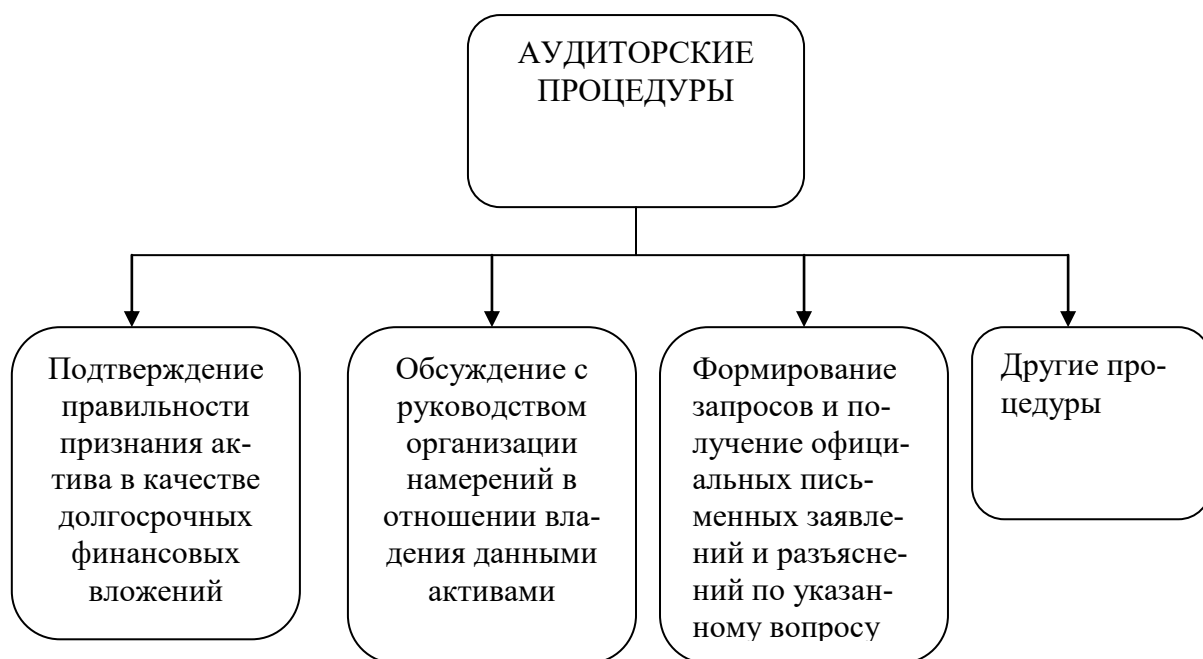 АУДИТОРСКИЕ
ПРОЦЕДУРЫ
Подтверждение
правильности
признания ак-
тива в качестве
долгосрочных
финансовых
вложений
Обсуждение с
руководством
организации
намерений в
отношении вла-
дения данными
активами
Формирование
запросов и по-
лучение офици-
альных пись-
менных заявле-
ний и разъясне-
ний по указан-
ному вопросу
Другие про-
цедуры